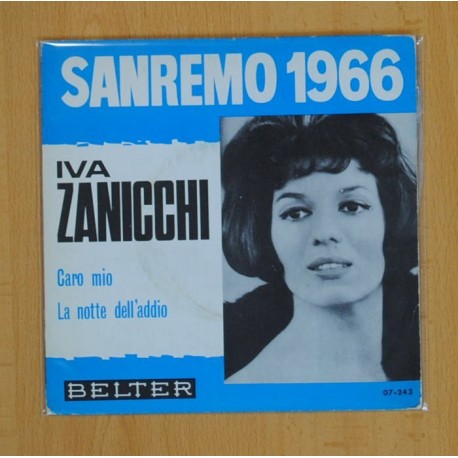 SANREMO 1966
IVA
ZANICCHI
Caro mio
La notte dell'addio
BELTER
07-243